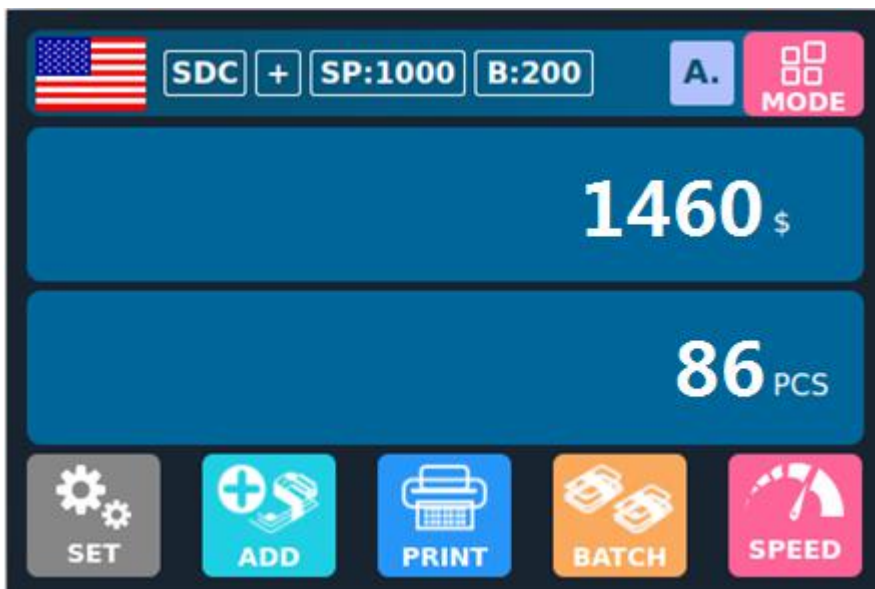 SDC + SP:1000 B:200 A. MODE
1460 $
86 PCS
SET ADD PRINT BATCH SPEED